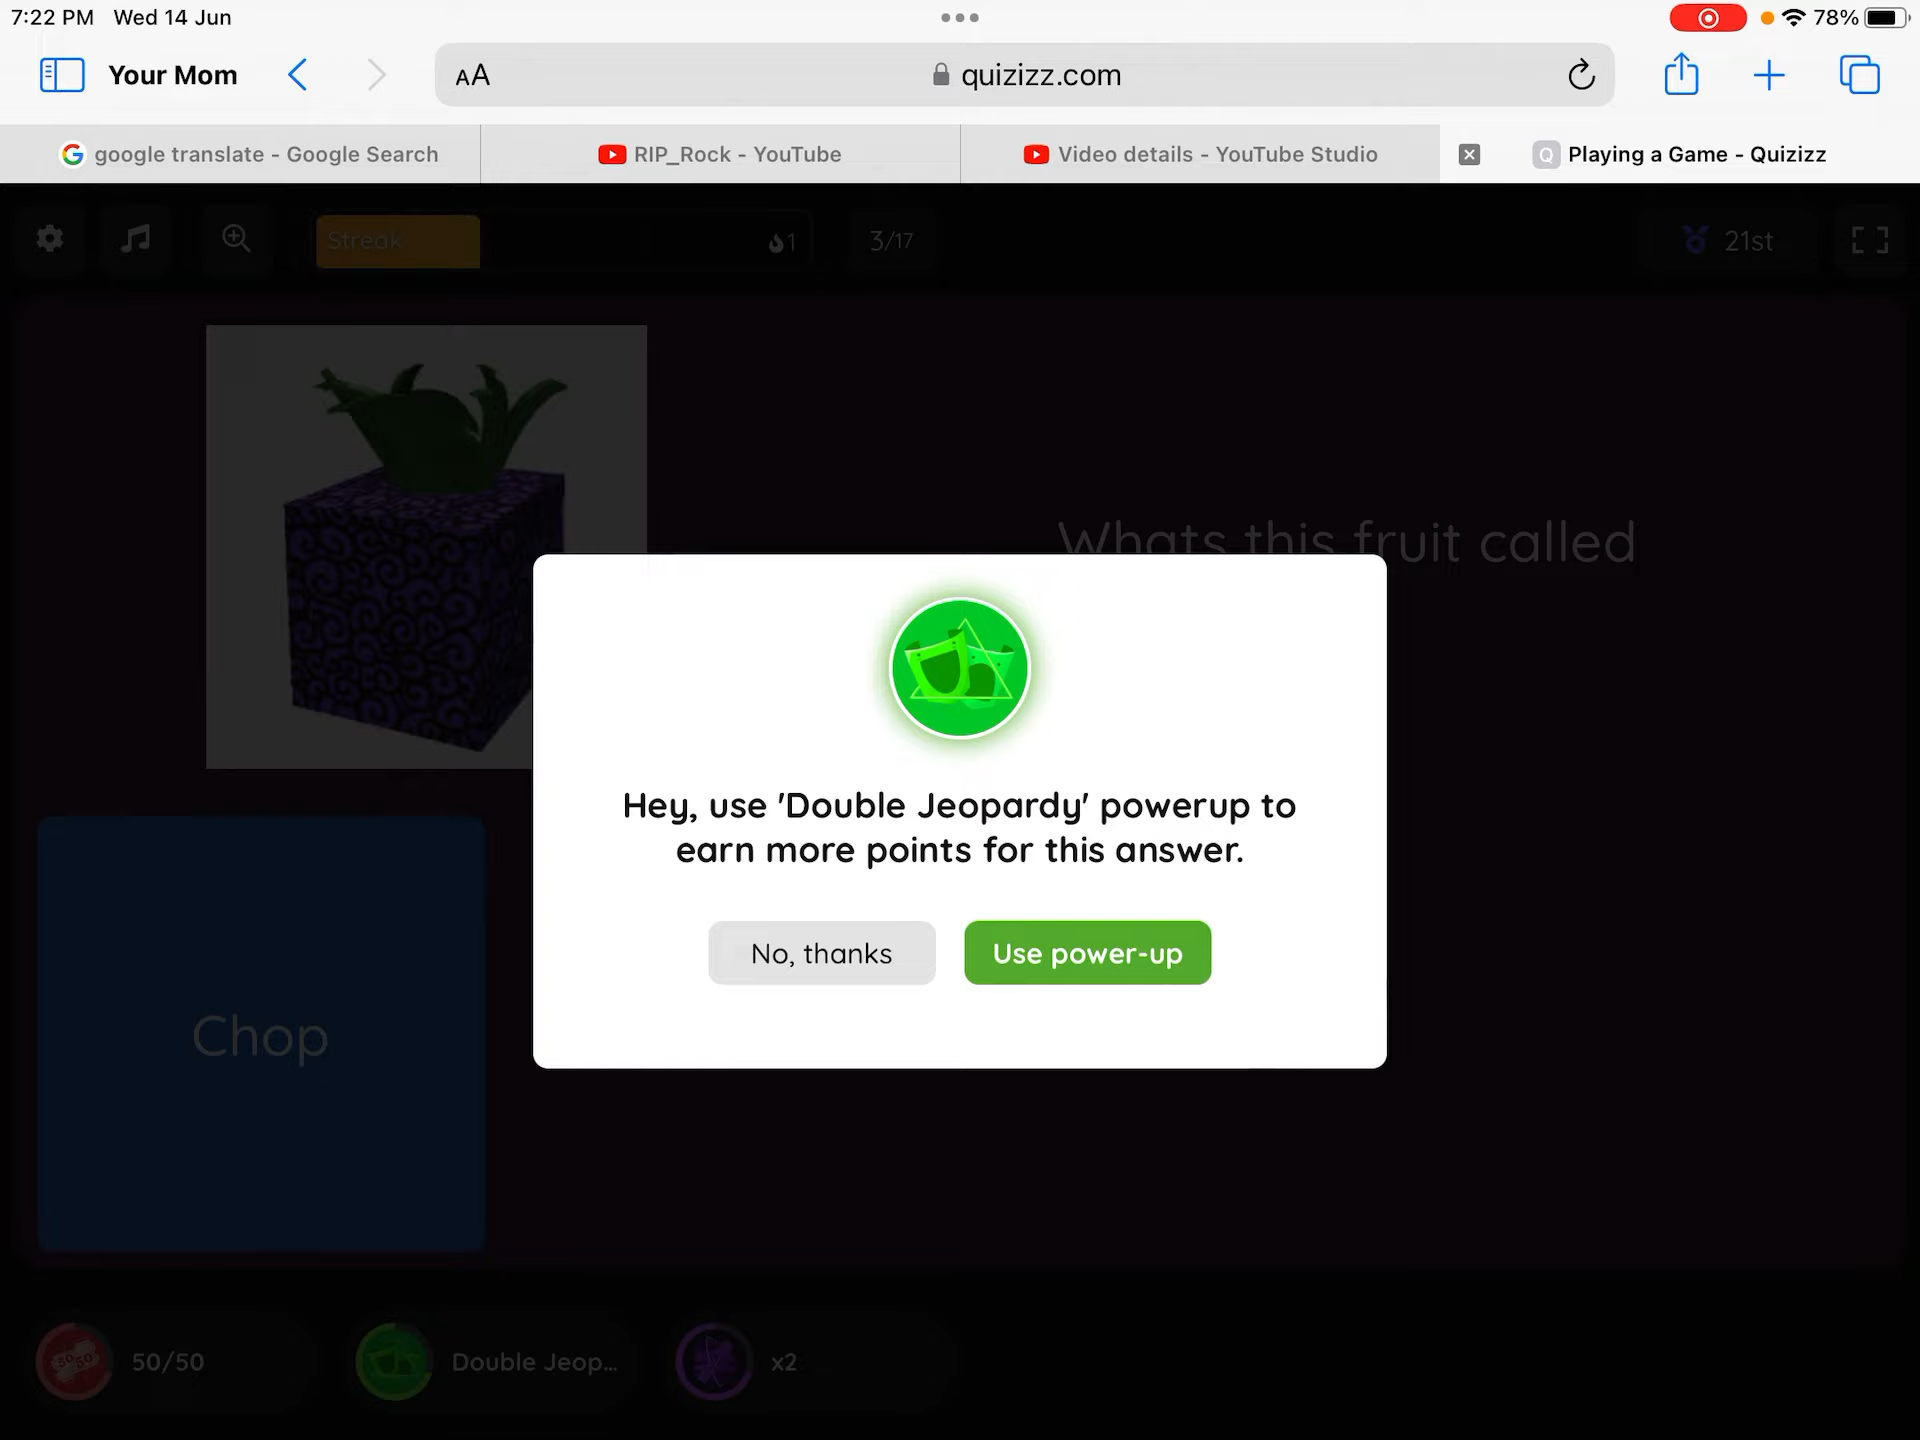 7:22 PM Wed 14 Jun
78%
Your Mom
AA
quizizz.com
google translate - Google Search
RIP_Rock - YouTube
Video details - YouTube Studio
Playing a Game - Quizizz
Streak
1
3/17
21st
Whats this fruit called
Hey, use 'Double Jeopardy' powerup to
earn more points for this answer.
No, thanks
Use power-up
Chop
50/50
Double Jeop...
x2